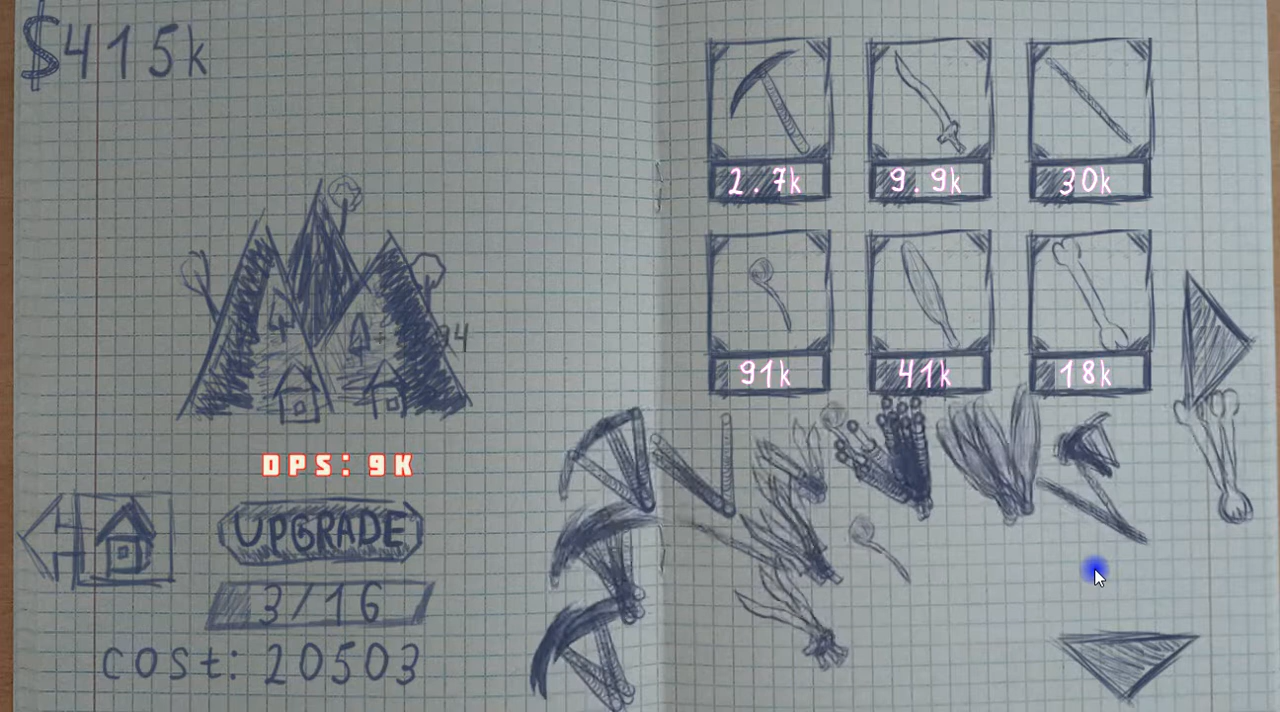 $415k
2.7k 9.9k 30k
91k 41k 18k
DPS: 9K
UPGRADE
3/16
cost: 20503